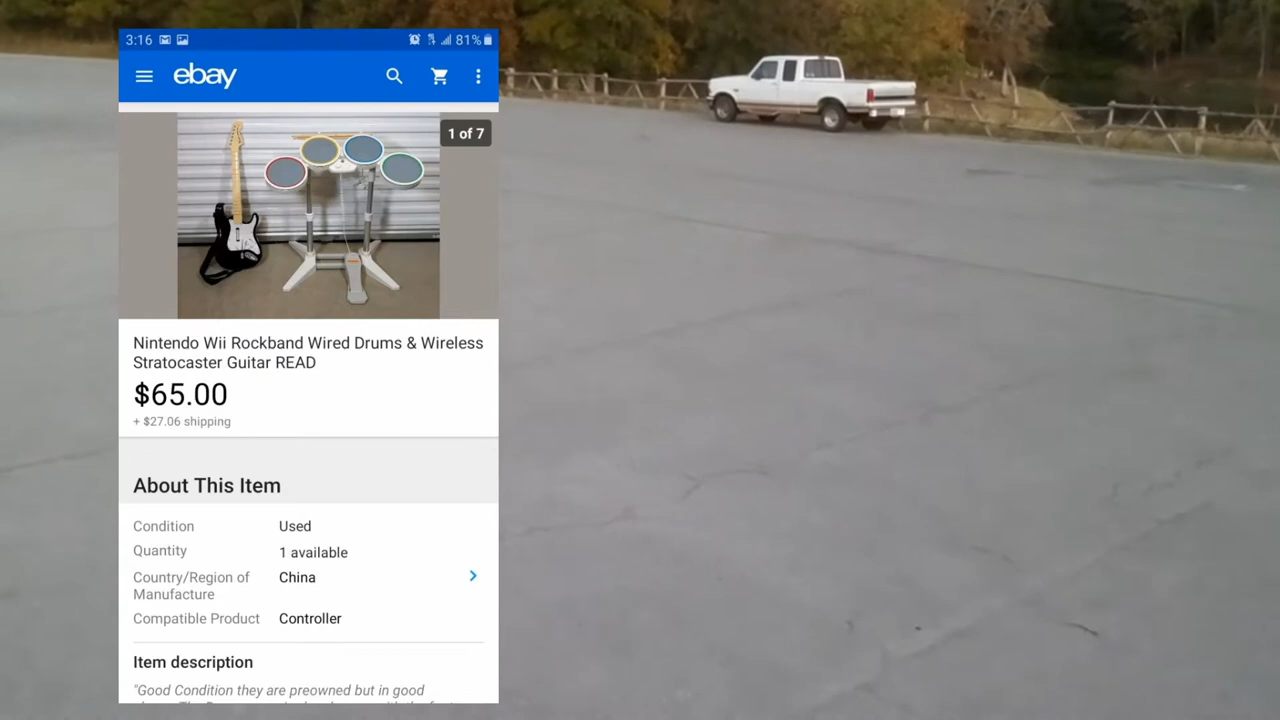 3:16
81%
ebay
1 of 7
Nintendo Wii Rockband Wired Drums & Wireless
Stratocaster Guitar READ
$65.00
+ $27.06 shipping
About This Item
Condition Used
Quantity 1 available
Country/Region of China
Manufacture
Compatible Product Controller
Item description
"Good Condition they are preowned but in good